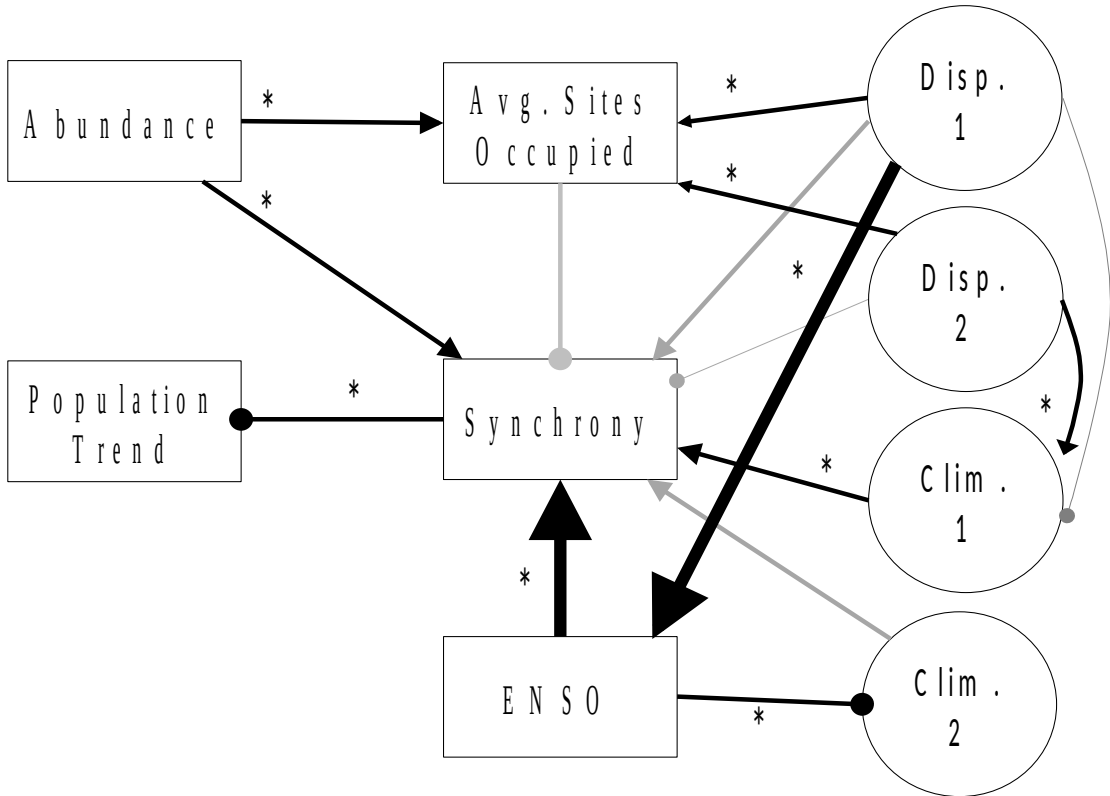 Abundance
*
Avg. Sites
Occupied
*
Disp.
1
*
*
*
Disp.
2
Population
Trend
*
Synchrony
*
*
Clim.
1
*
ENSO
*
Clim.
2